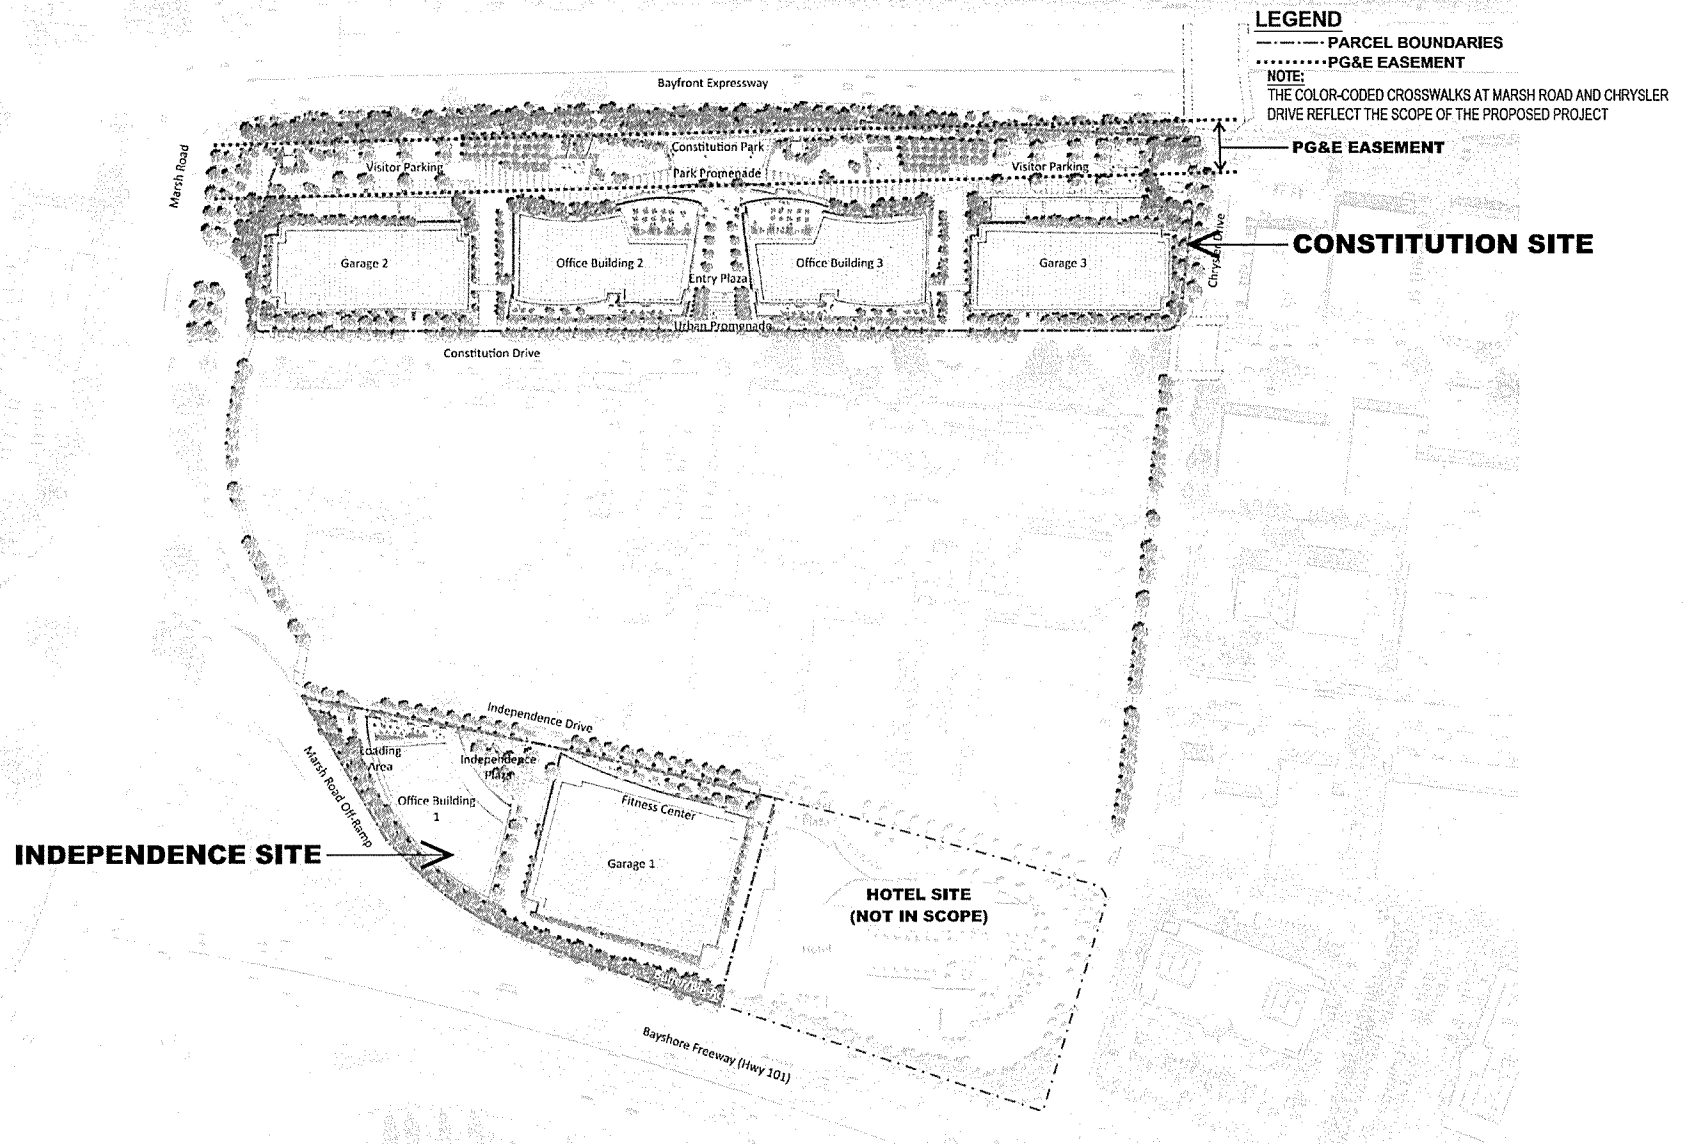 LEGEND
PARCEL BOUNDARIES
PG&E EASEMENT
NOTE:
THE COLOR-CODED CROSSWALKS AT MARSH ROAD AND CHRYSLER
DRIVE REFLECT THE SCOPE OF THE PROPOSED PROJECT
Bayfront Expressway
Marsh Road
Constitution Park
PG&E EASEMENT
Visitor Parking
Visitor Parking
Park Promenade
CONSTITUTION SITE
Chrysler Drive
Garage 2
Office Building 2
Office Building 3
Garage 3
Entry Plaza
Urban Promenade
Constitution Drive
Independence Drive
Loading
Area
Independence
Plaza
Office Building
1
Fitness Center
Marsh Road Off-Ramp
INDEPENDENCE SITE
Garage 1
HOTEL SITE
(NOT IN SCOPE)
Hotel
Bayshore Freeway (Hwy 101)